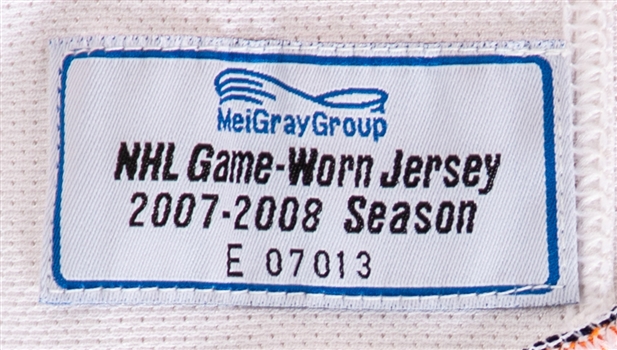 MeiGrayGroup
NHL Game-Worn Jersey
2007-2008 Season
E 07013